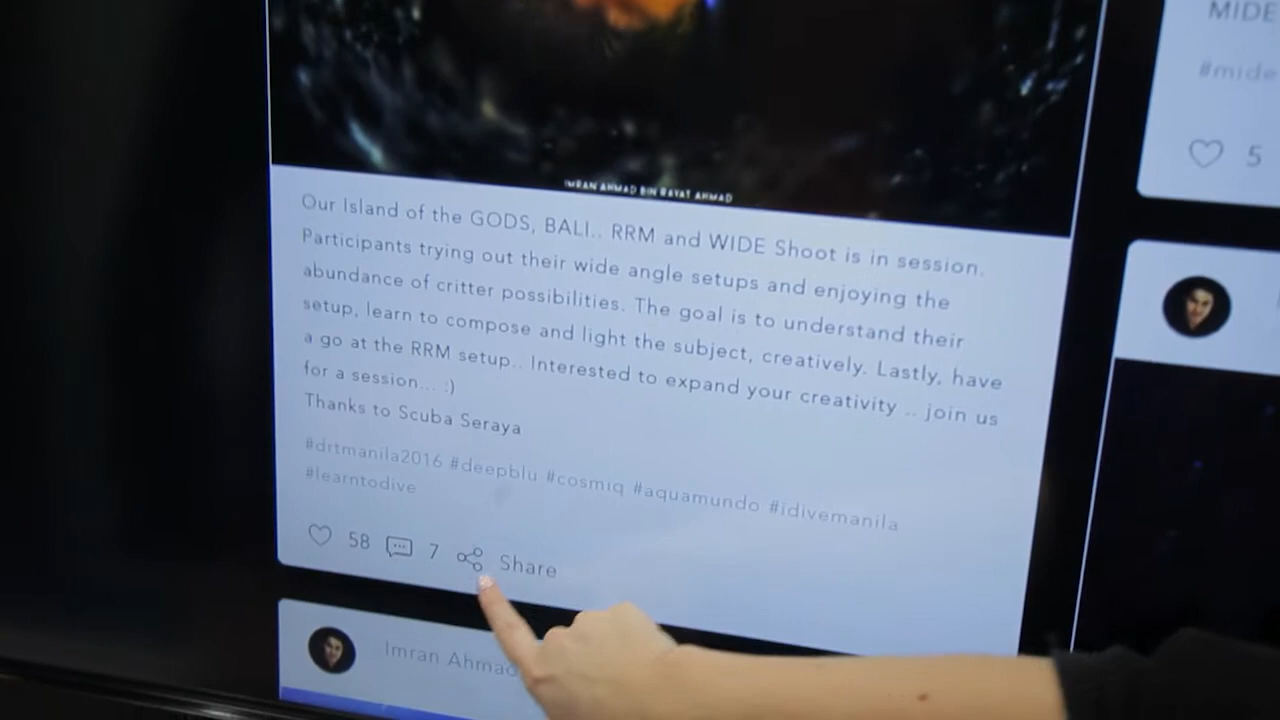 IMRAN AHMAD BIN RAYAT AHMAD
Our Island of the GODS, BALI.. RRM and WIDE Shoot is in session.
Participants trying out their wide angle setups and enjoying the
abundance of critter possibilities. The goal is to understand their
setup, learn to compose and light the subject, creatively. Lastly, have
a go at the RRM setup.. Interested to expand your creativity .. join us
for a session... :)
Thanks to Scuba Seraya
#drtmanila2016 #deepblu #cosmiq #aquamundo #idivemanila
#learntodive
58 7 Share
Imran Ahmad
MIDE
#mide
5